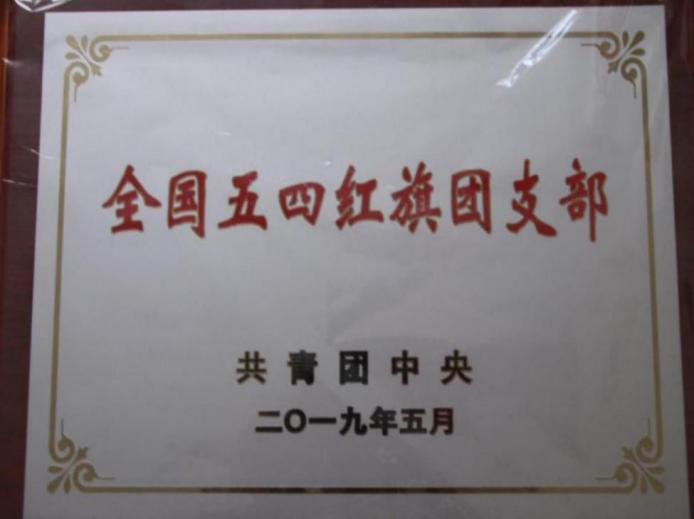 全国五四红旗团支部
共青团中央
二〇一九年五月